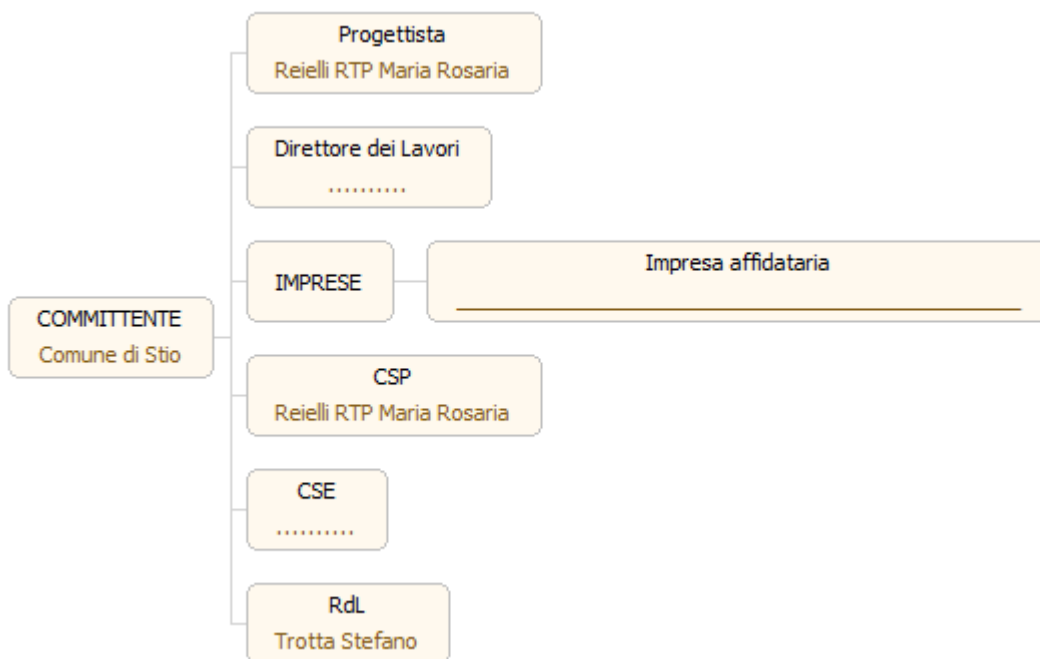 Progettista
Reielli RTP Maria Rosaria
Direttore dei Lavori
..........
IMPRESE
Impresa affidataria
COMMITTENTE
Comune di Stio
CSP
Reielli RTP Maria Rosaria
CSE
..........
RdL
Trotta Stefano